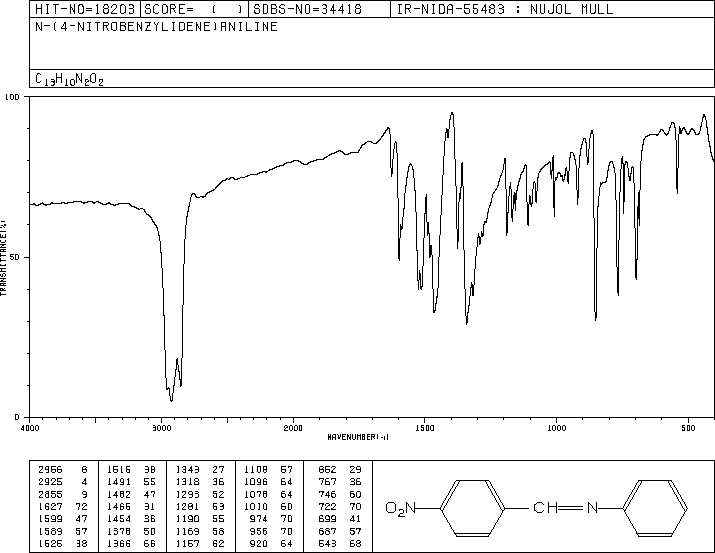 HIT-NO=18203 SCORE= ( ) SDBS-NO=34418 IR-NIDA-55483 : NUJOL MULL
N-(4-NITROBENZYLIDENE)ANILINE
C13H10N2O2
100
50
0
TRANSMITTANCE(%)
4000 3000 2000 1500 1000 500
WAVENUMBER(-1)
2956 6 1515 38 1343 27 1108 57 852 29
2925 4 1491 55 1318 36 1096 64 767 36
2855 9 1482 47 1293 52 1078 64 746 60
1627 72 1465 31 1281 53 1010 60 722 70
1599 47 1454 36 1190 55 974 70 699 41
1589 57 1378 50 1169 58 955 70 687 57
1525 38 1366 66 1157 62 920 64 543 68
O2N CH N